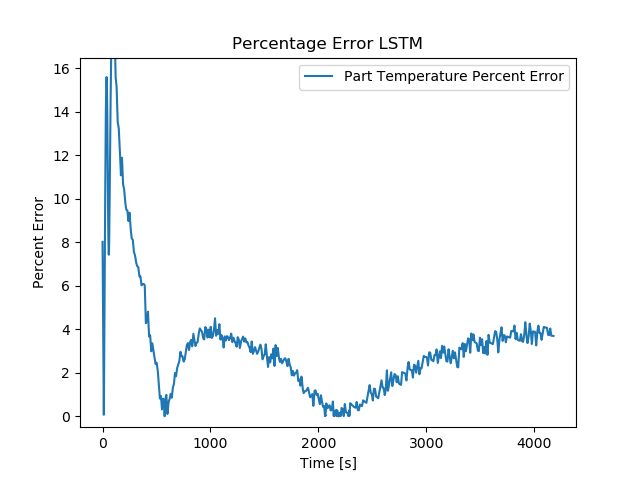 Percentage Error LSTM
Part Temperature Percent Error
Percent Error
16
14
12
10
8
6
4
2
0
0 1000 2000 3000 4000
Time [s]